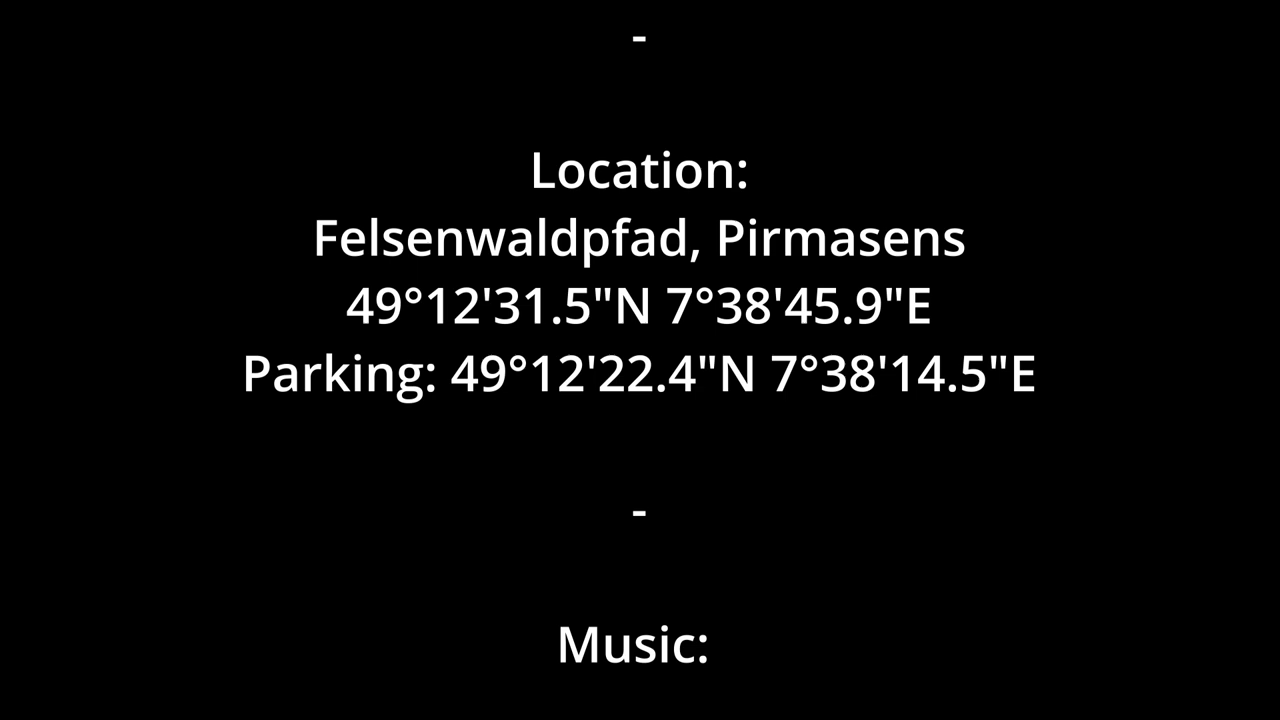 -
Location:
Felsenwaldpfad, Pirmasens
49°12'31.5"N 7°38'45.9"E
Parking: 49°12'22.4"N 7°38'14.5"E
-
Music: